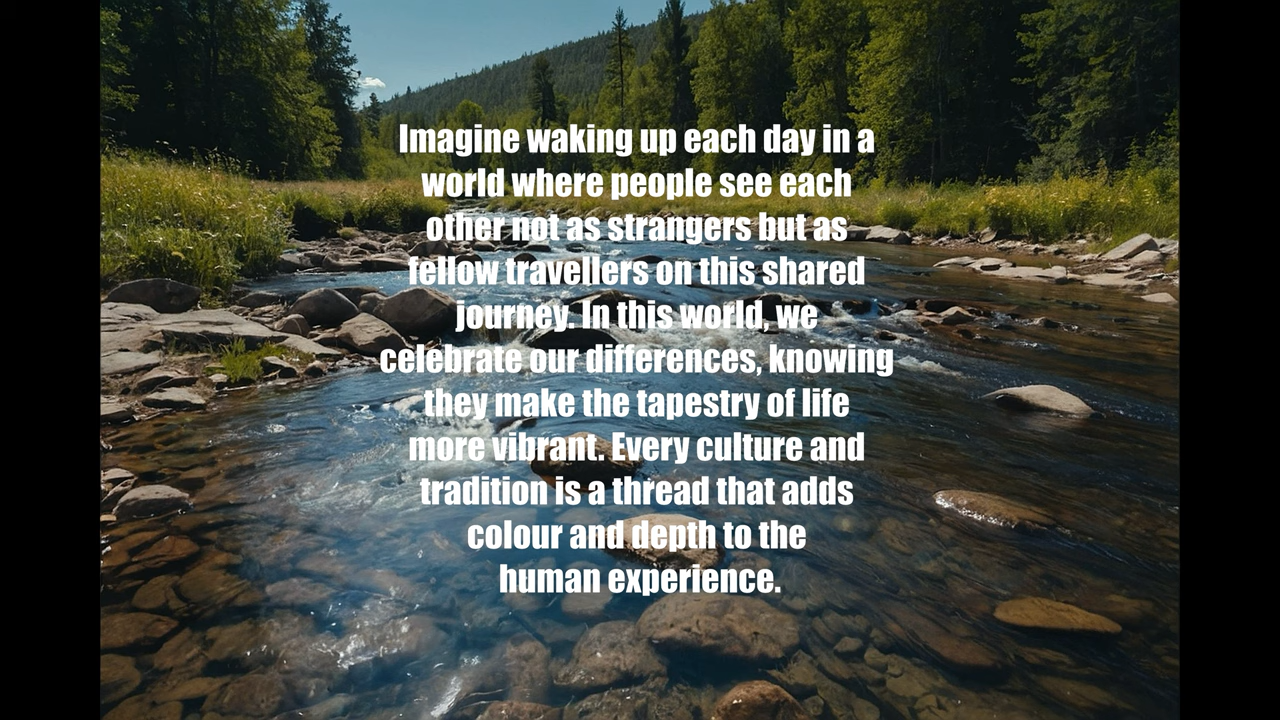 Imagine waking up each day in a
world where people see each
other not as strangers but as
fellow travellers on this shared
journey. In this world, we
celebrate our differences, knowing
they make the tapestry of life
more vibrant. Every culture and
tradition is a thread that adds
colour and depth to the
human experience.